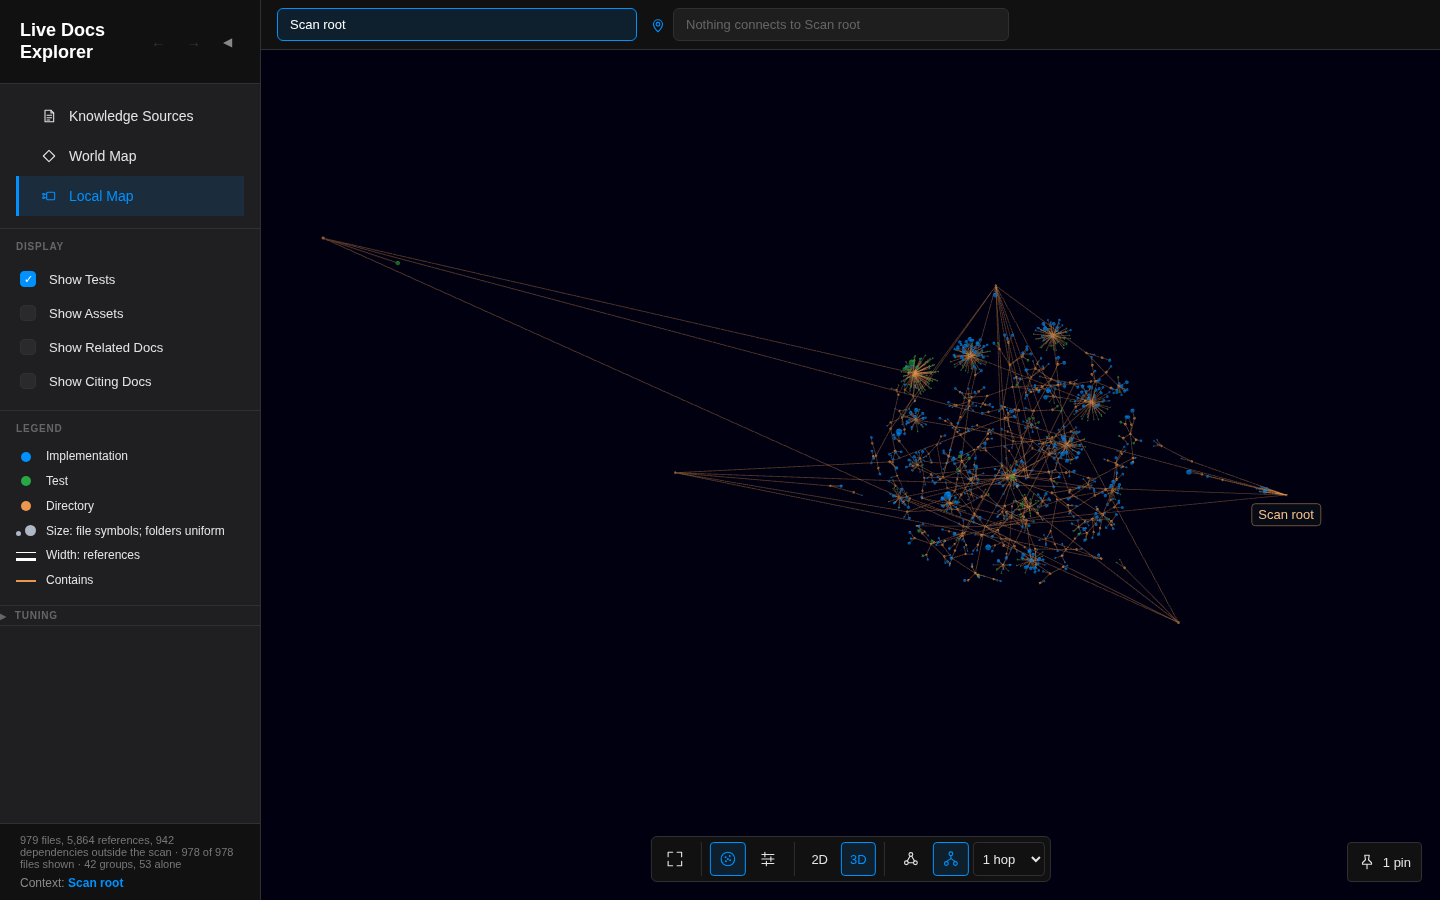 Live Docs
Explorer
Scan root
Nothing connects to Scan root
Knowledge Sources
World Map
Local Map
DISPLAY
Show Tests
Show Assets
Show Related Docs
Show Citing Docs
LEGEND
Implementation
Test
Directory
Size: file symbols; folders uniform
Width: references
Contains
TUNING
979 files, 5,864 references, 942
dependencies outside the scan · 978 of 978
files shown · 42 groups, 53 alone
Context: Scan root
Scan root
2D
3D
1 hop
1 pin